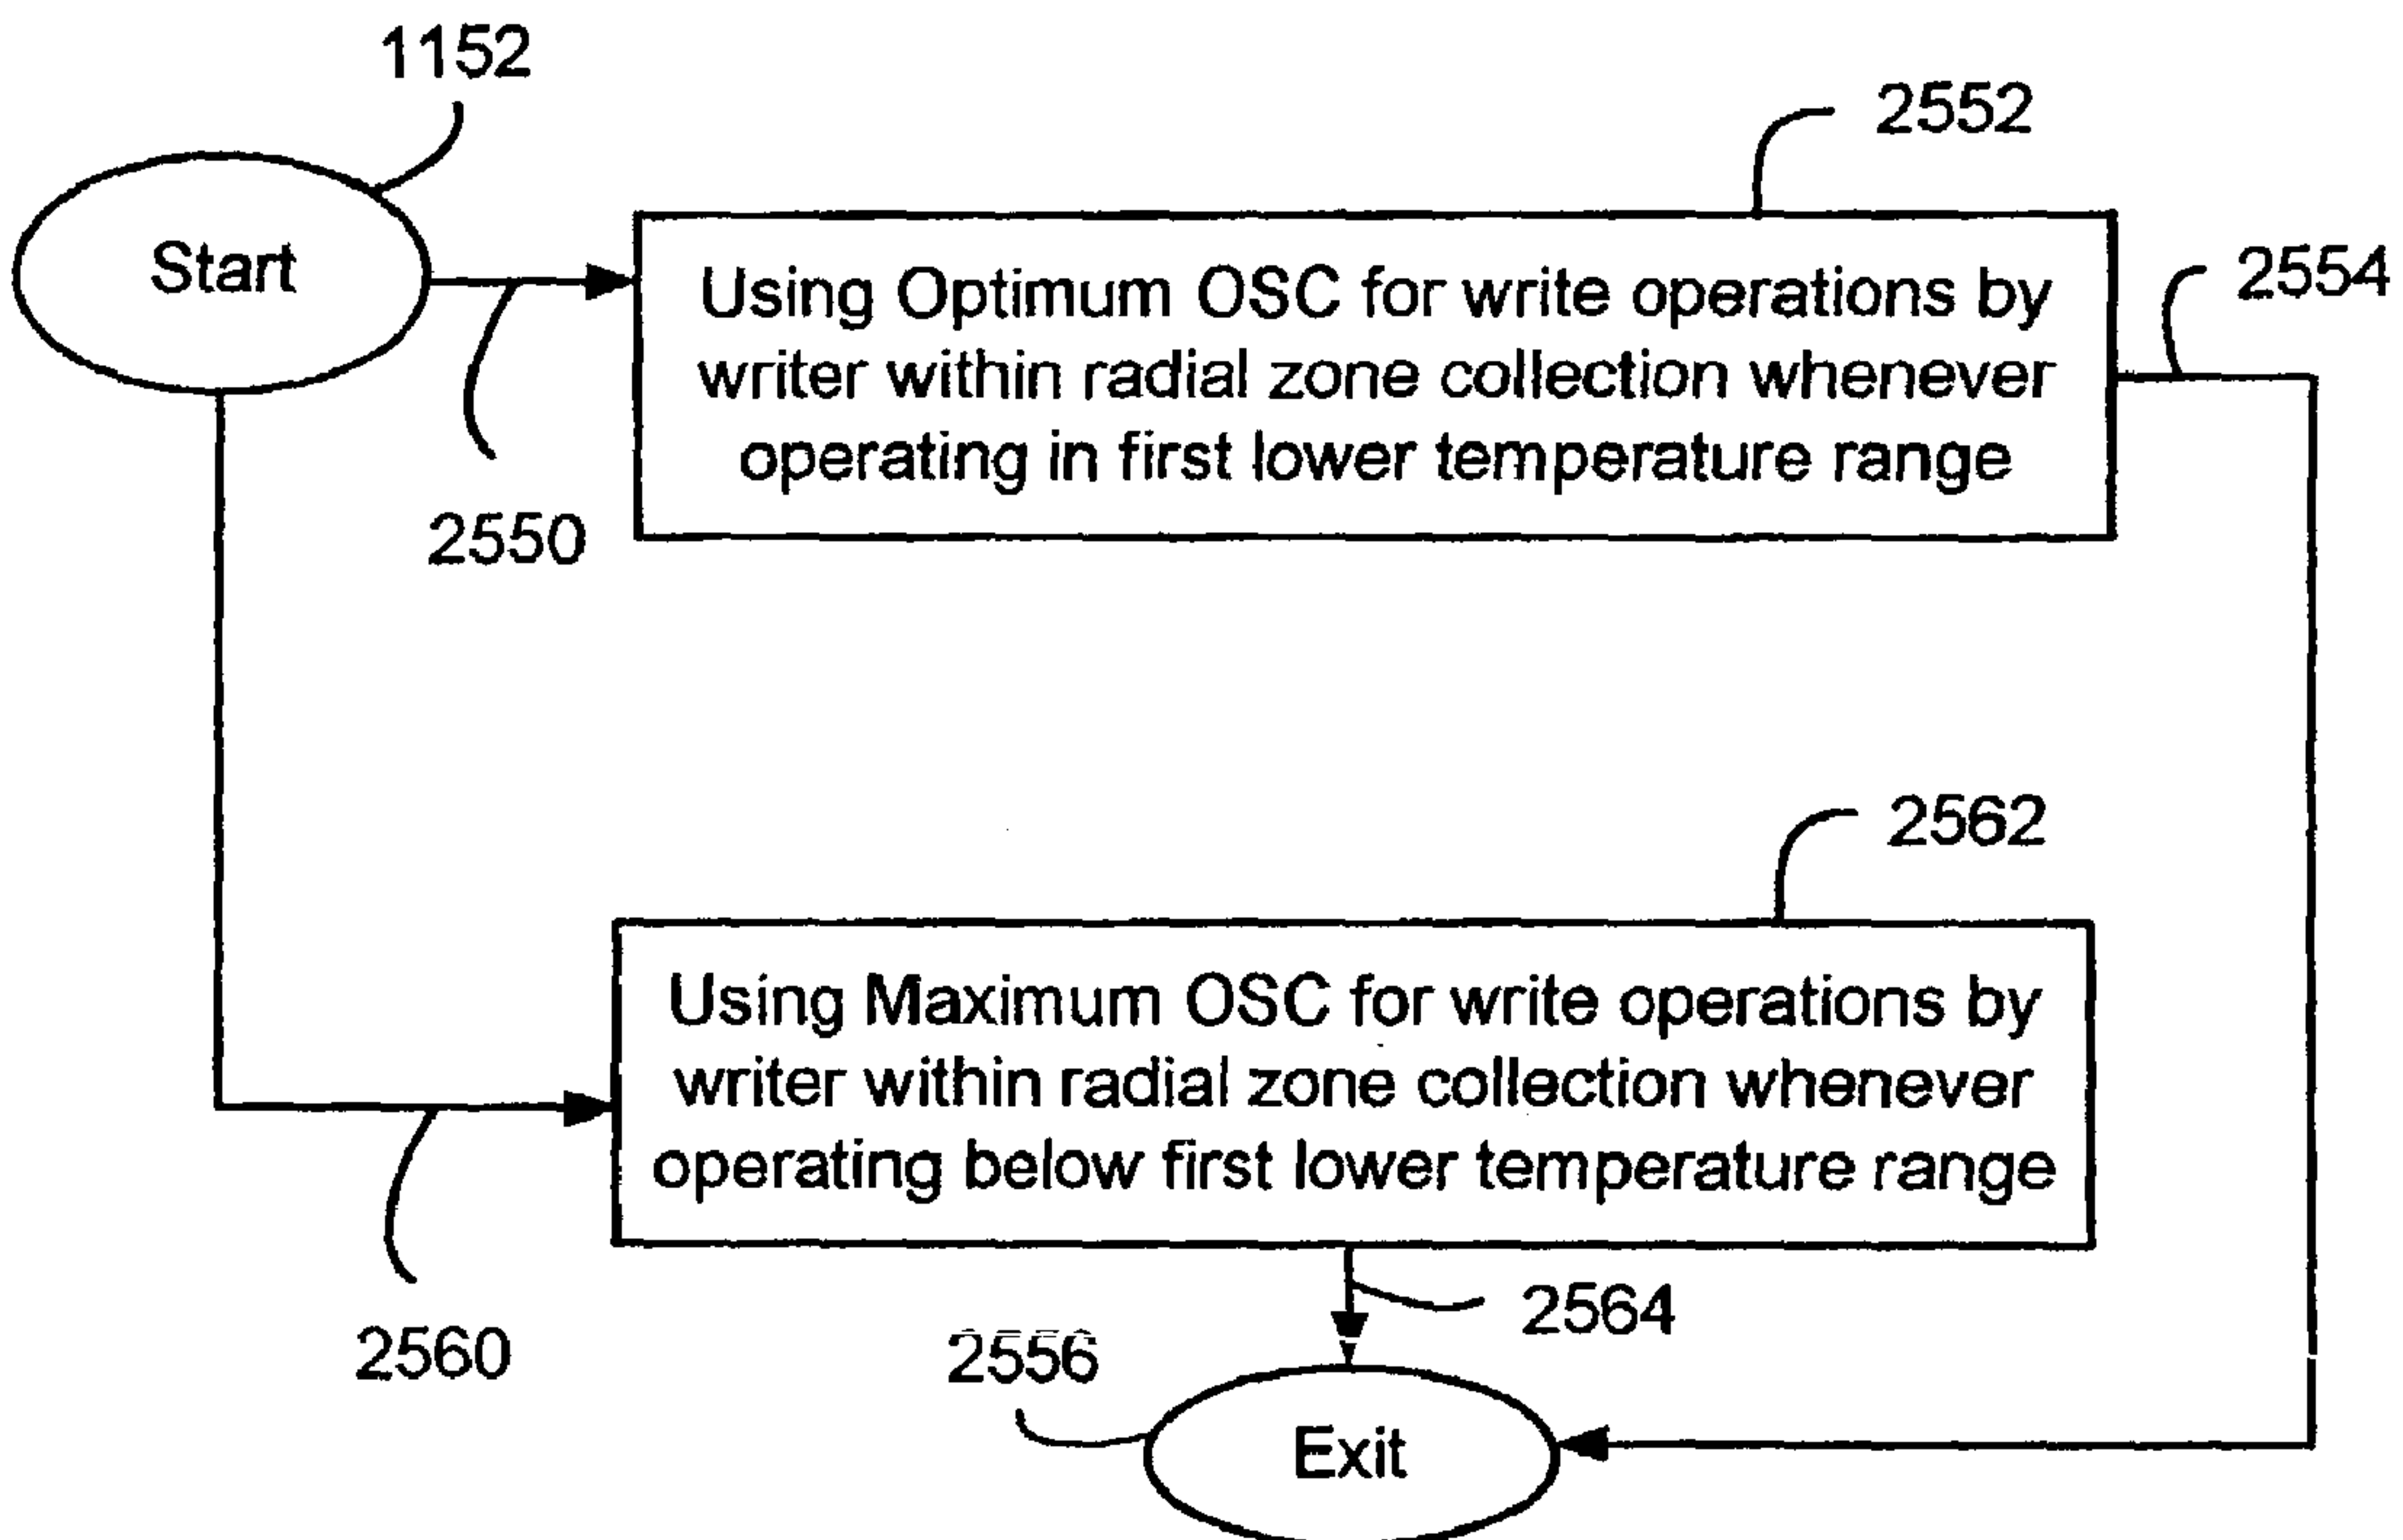 1152
2552
Start
2554
Using Optimum OSC for write operations by
writer within radial zone collection whenever
operating in first lower temperature range
2550
2562
Using Maximum OSC for write operations by
writer within radial zone collection whenever
operating below first lower temperature range
2564
2560
2556
Exit